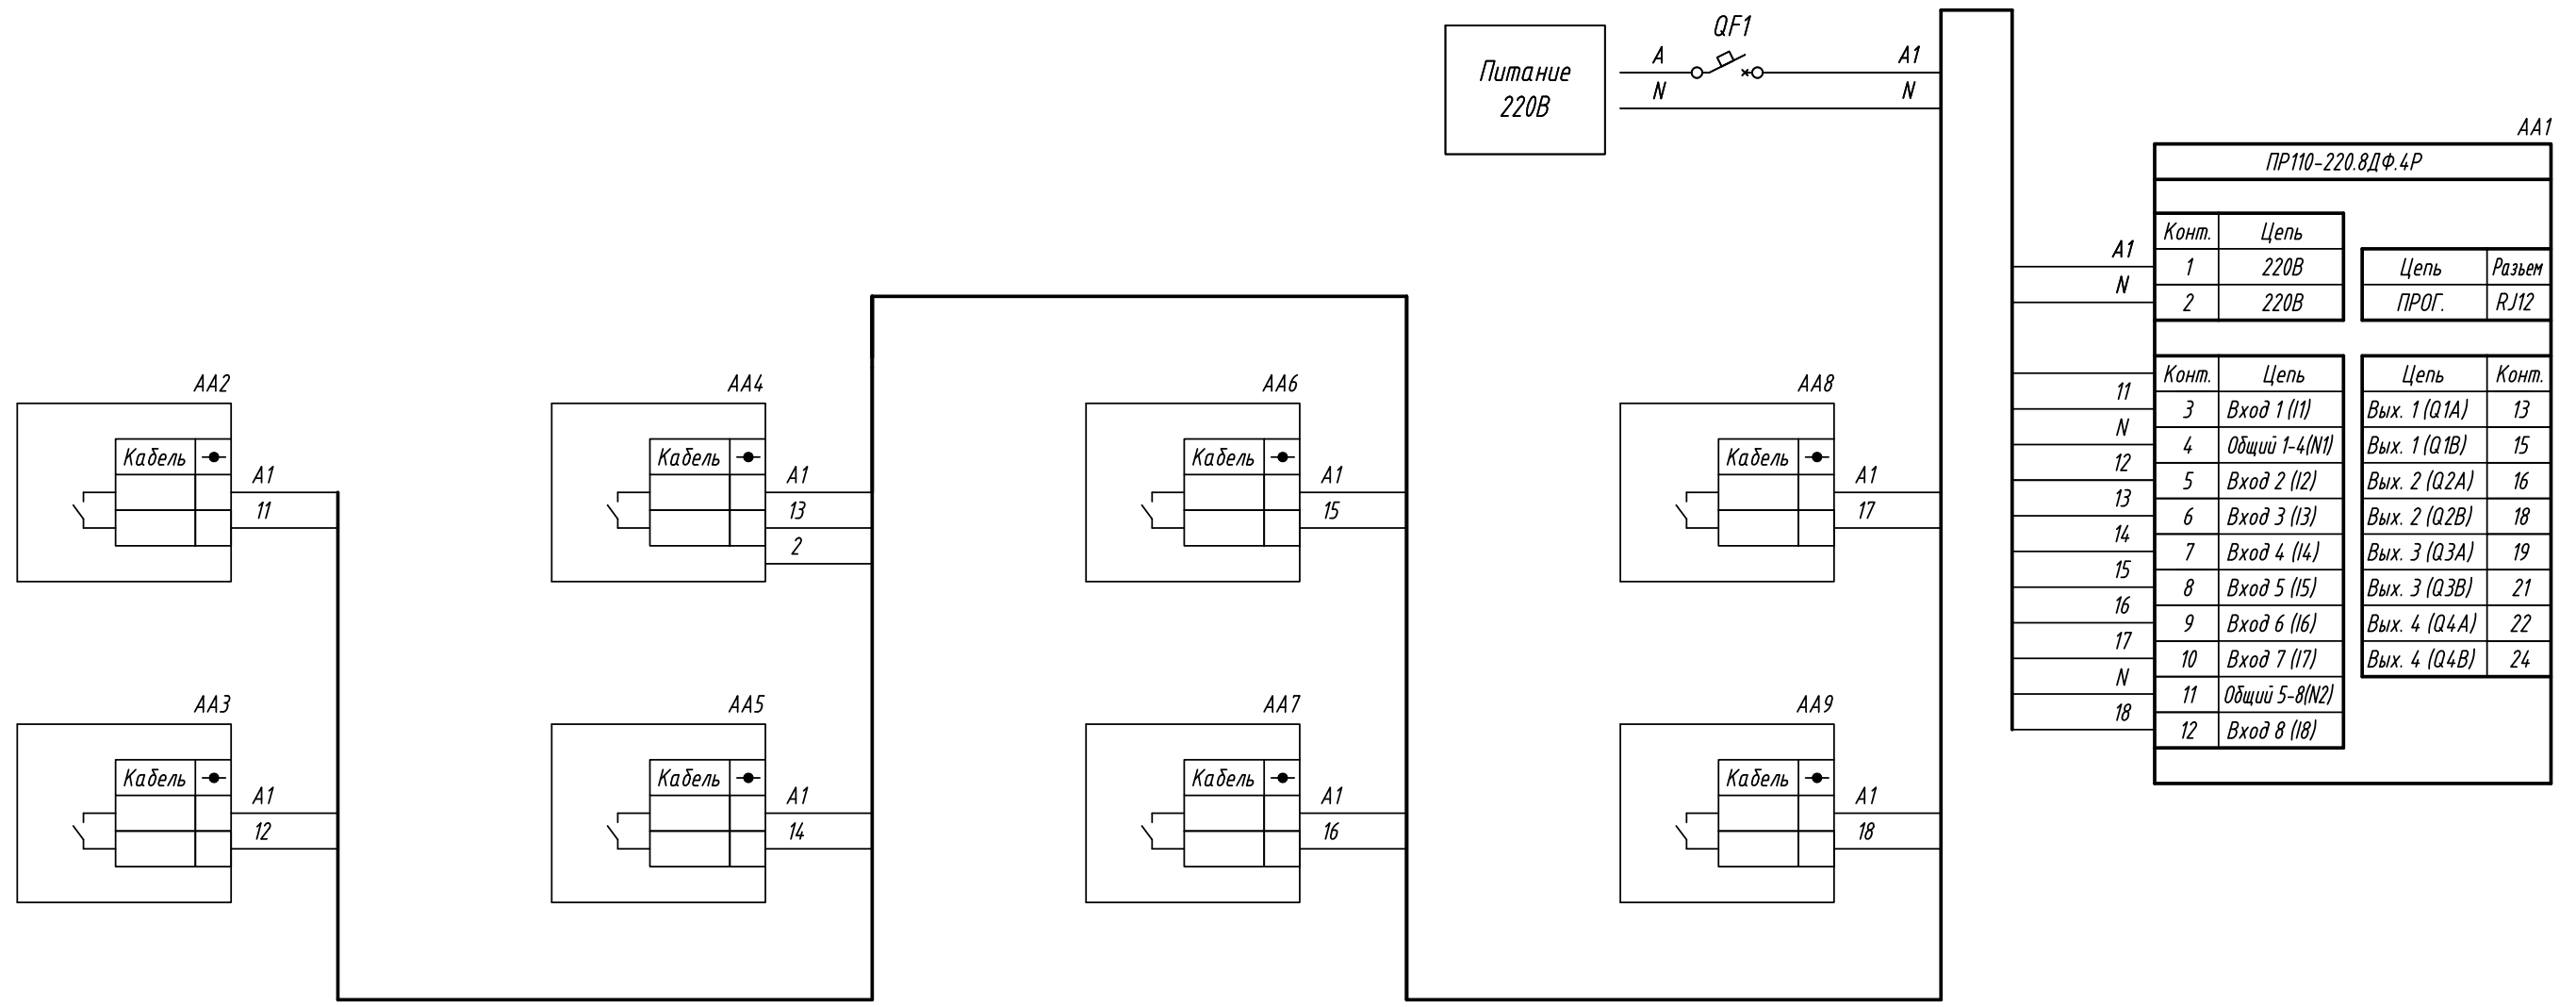 QF1
Питание
220В
A
A1
N
N
AA1
ПР110-220.8ДФ.4Р
Конт. Цепь
1 220В
2 220В
Цепь Разъем
ПРОГ. RJ12
A1
N
Конт. Цепь
3 Вход 1 (I1)
4 Общий 1-4(N1)
5 Вход 2 (I2)
6 Вход 3 (I3)
7 Вход 4 (I4)
8 Вход 5 (I5)
9 Вход 6 (I6)
10 Вход 7 (I7)
11 Общий 5-8(N2)
12 Вход 8 (I8)
Цепь Конт.
Вых. 1 (Q1A) 13
Вых. 1 (Q1B) 15
Вых. 2 (Q2A) 16
Вых. 2 (Q2B) 18
Вых. 3 (Q3A) 19
Вых. 3 (Q3B) 21
Вых. 4 (Q4A) 22
Вых. 4 (Q4B) 24
11
N
12
13
14
15
16
17
N
18
AA2
Кабель
A1
11
AA4
Кабель
A1
13
2
AA6
Кабель
A1
15
AA8
Кабель
A1
17
AA3
Кабель
A1
12
AA5
Кабель
A1
14
AA7
Кабель
A1
16
AA9
Кабель
A1
18